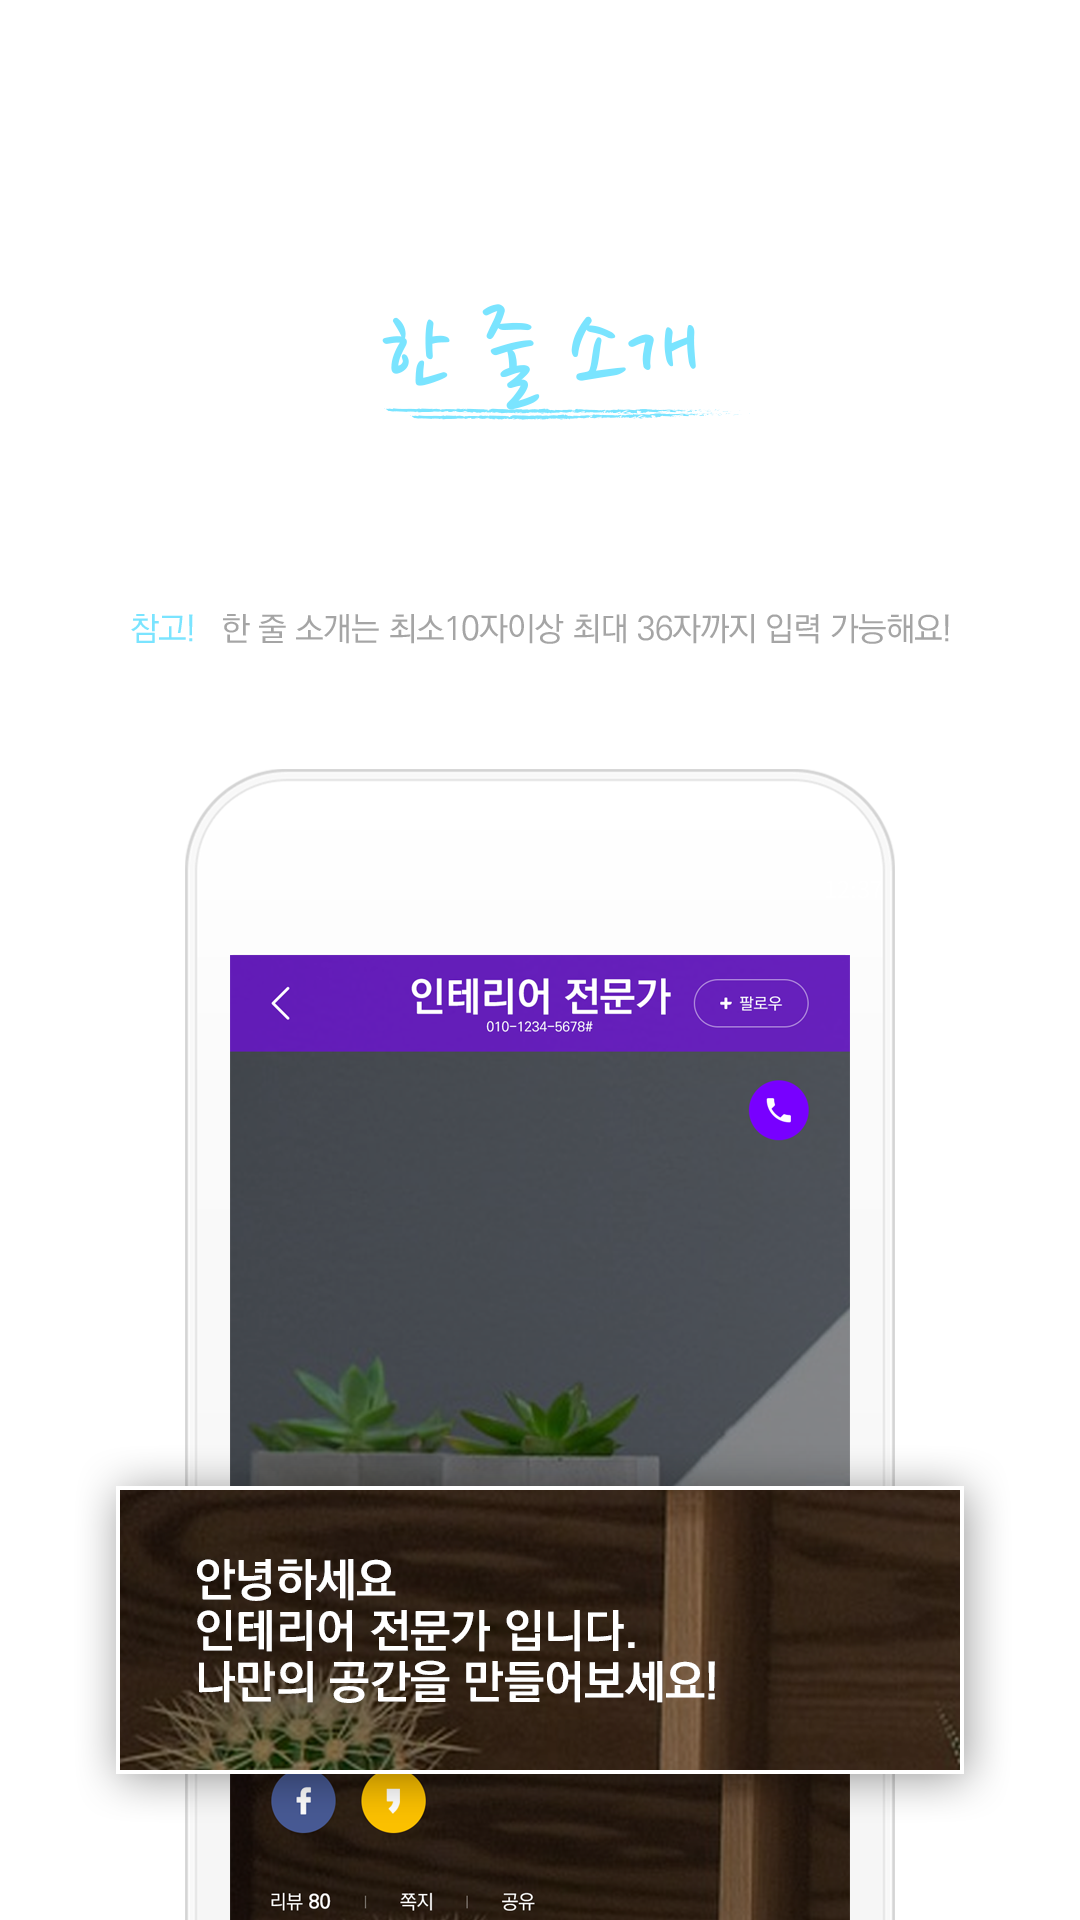 한 줄 소개
참고! 한 줄 소개는 최소10자이상 최대 36자까지 입력 가능해요!
인테리어 전문가
010-1234-5678#
+ 팔로우
안녕하세요
인테리어 전문가 입니다.
나만의 공간을 만들어보세요!
f
리뷰 80 | 쪽지 | 공유